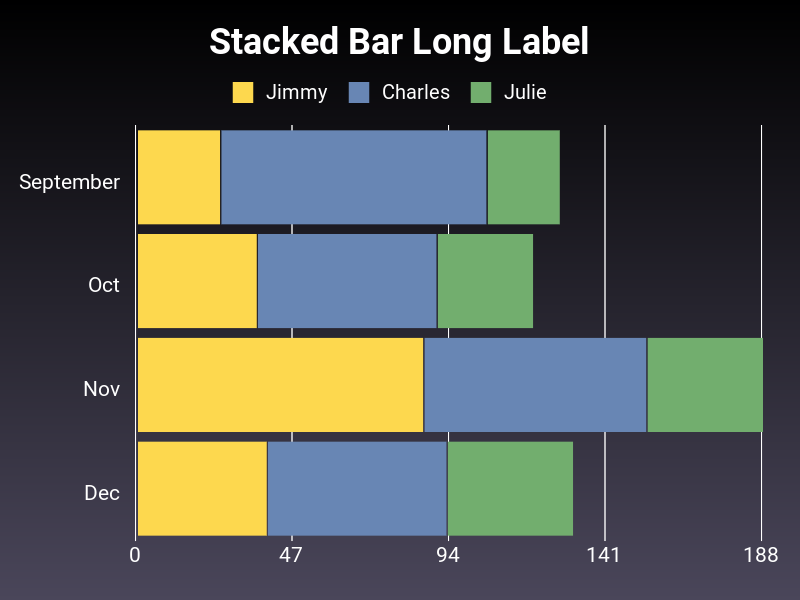 Stacked Bar Long Label
Jimmy Charles Julie
September
Oct
Nov
Dec
0 47 94 141 188